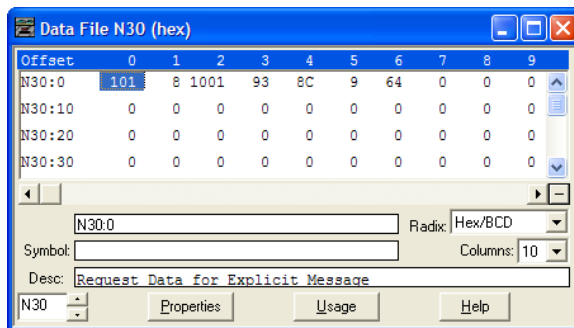 Data File N30 (hex)
Offset 0 1 2 3 4 5 6 7 8 9
N30:0 101 8 1001 93 8C 9 64 0 0 0
N30:10 0 0 0 0 0 0 0 0 0 0
N30:20 0 0 0 0 0 0 0 0 0 0
N30:30 0 0 0 0 0 0 0 0 0 0
N30:0 Radix: Hex/BCD
Symbol: Columns: 10
Desc: Request Data for Explicit Message
N30 Properties Usage Help